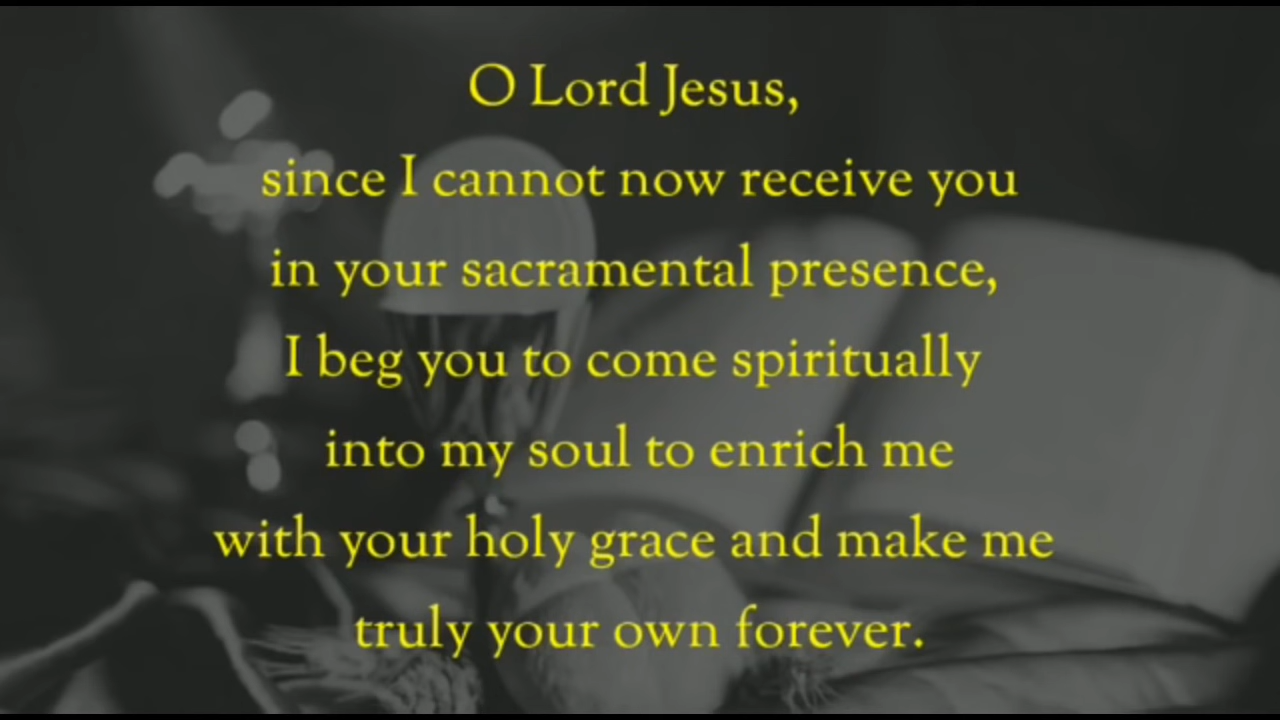 O Lord Jesus,
since I cannot now receive you
in your sacramental presence,
I beg you to come spiritually
into my soul to enrich me
with your holy grace and make me
truly your own forever.